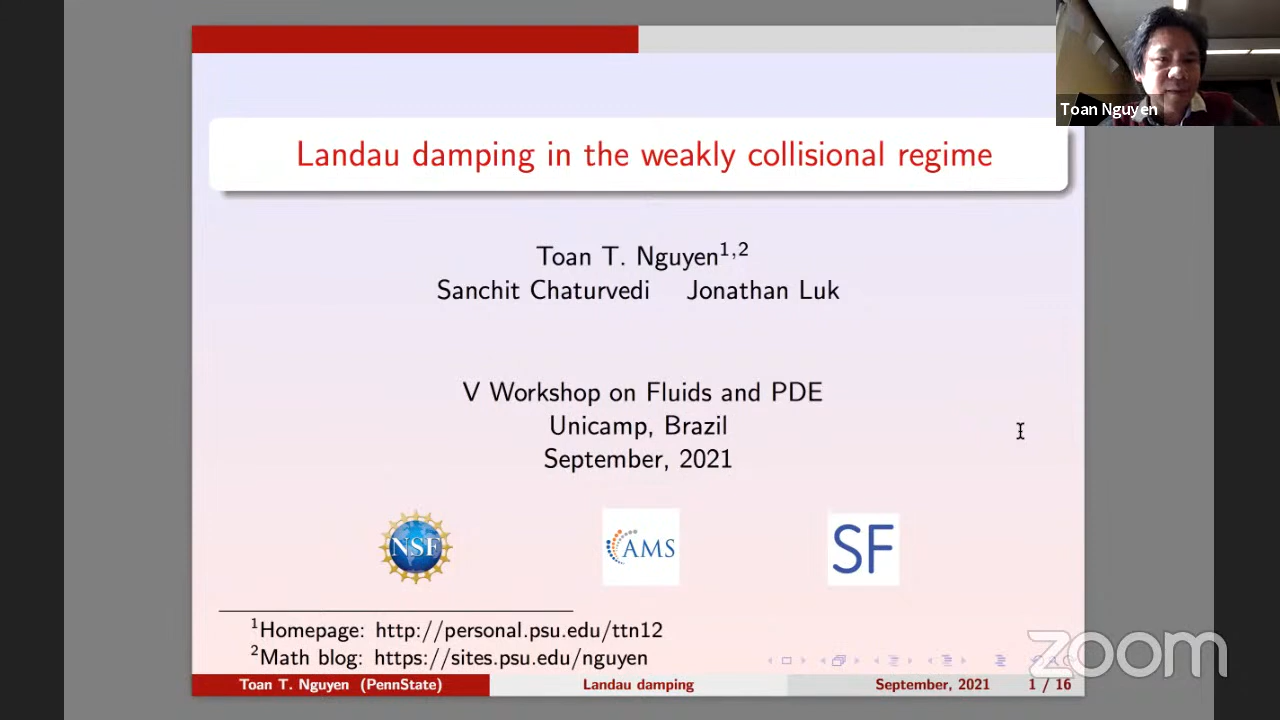 Toan Nguyen
Landau damping in the weakly collisional regime
Toan T. Nguyen1,2
Sanchit Chaturvedi Jonathan Luk
V Workshop on Fluids and PDE
Unicamp, Brazil
September, 2021
NSF
AMS
SF
1Homepage: http://personal.psu.edu/ttn12
2Math blog: https://sites.psu.edu/nguyen
zoom
Toan T. Nguyen (PennState) Landau damping September, 2021 1 / 16